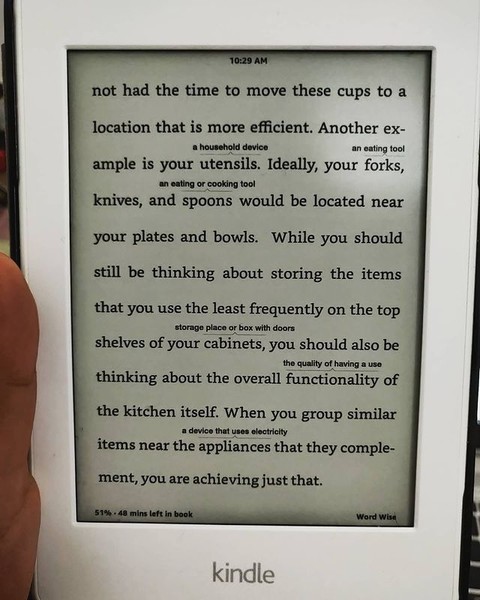 10:29 AM
not had the time to move these cups to a
location that is more efficient. Another ex-
a household device an eating tool
ample is your utensils. Ideally, your forks,
an eating or cooking tool
knives, and spoons would be located near
your plates and bowls. While you should
still be thinking about storing the items
that you use the least frequently on the top
storage place or box with doors
shelves of your cabinets, you should also be
the quality of having a use
thinking about the overall functionality of
the kitchen itself. When you group similar
a device that uses electricity
items near the appliances that they comple-
ment, you are achieving just that.
51% · 48 mins left in book Word Wise
kindle